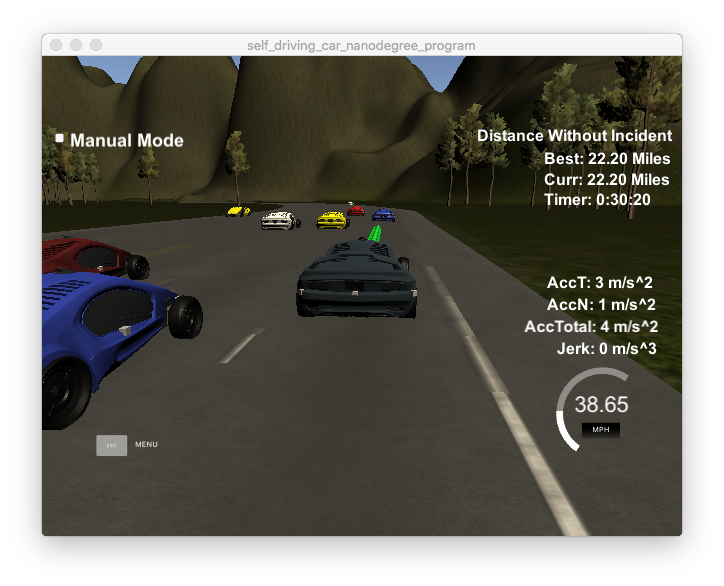 self_driving_car_nanodegree_program
Manual Mode
Distance Without Incident
Best: 22.20 Miles
Curr: 22.20 Miles
Timer: 0:30:20
AccT: 3 m/s^2
AccN: 1 m/s^2
AccTotal: 4 m/s^2
Jerk: 0 m/s^3
38.65
MPH
ESC MENU